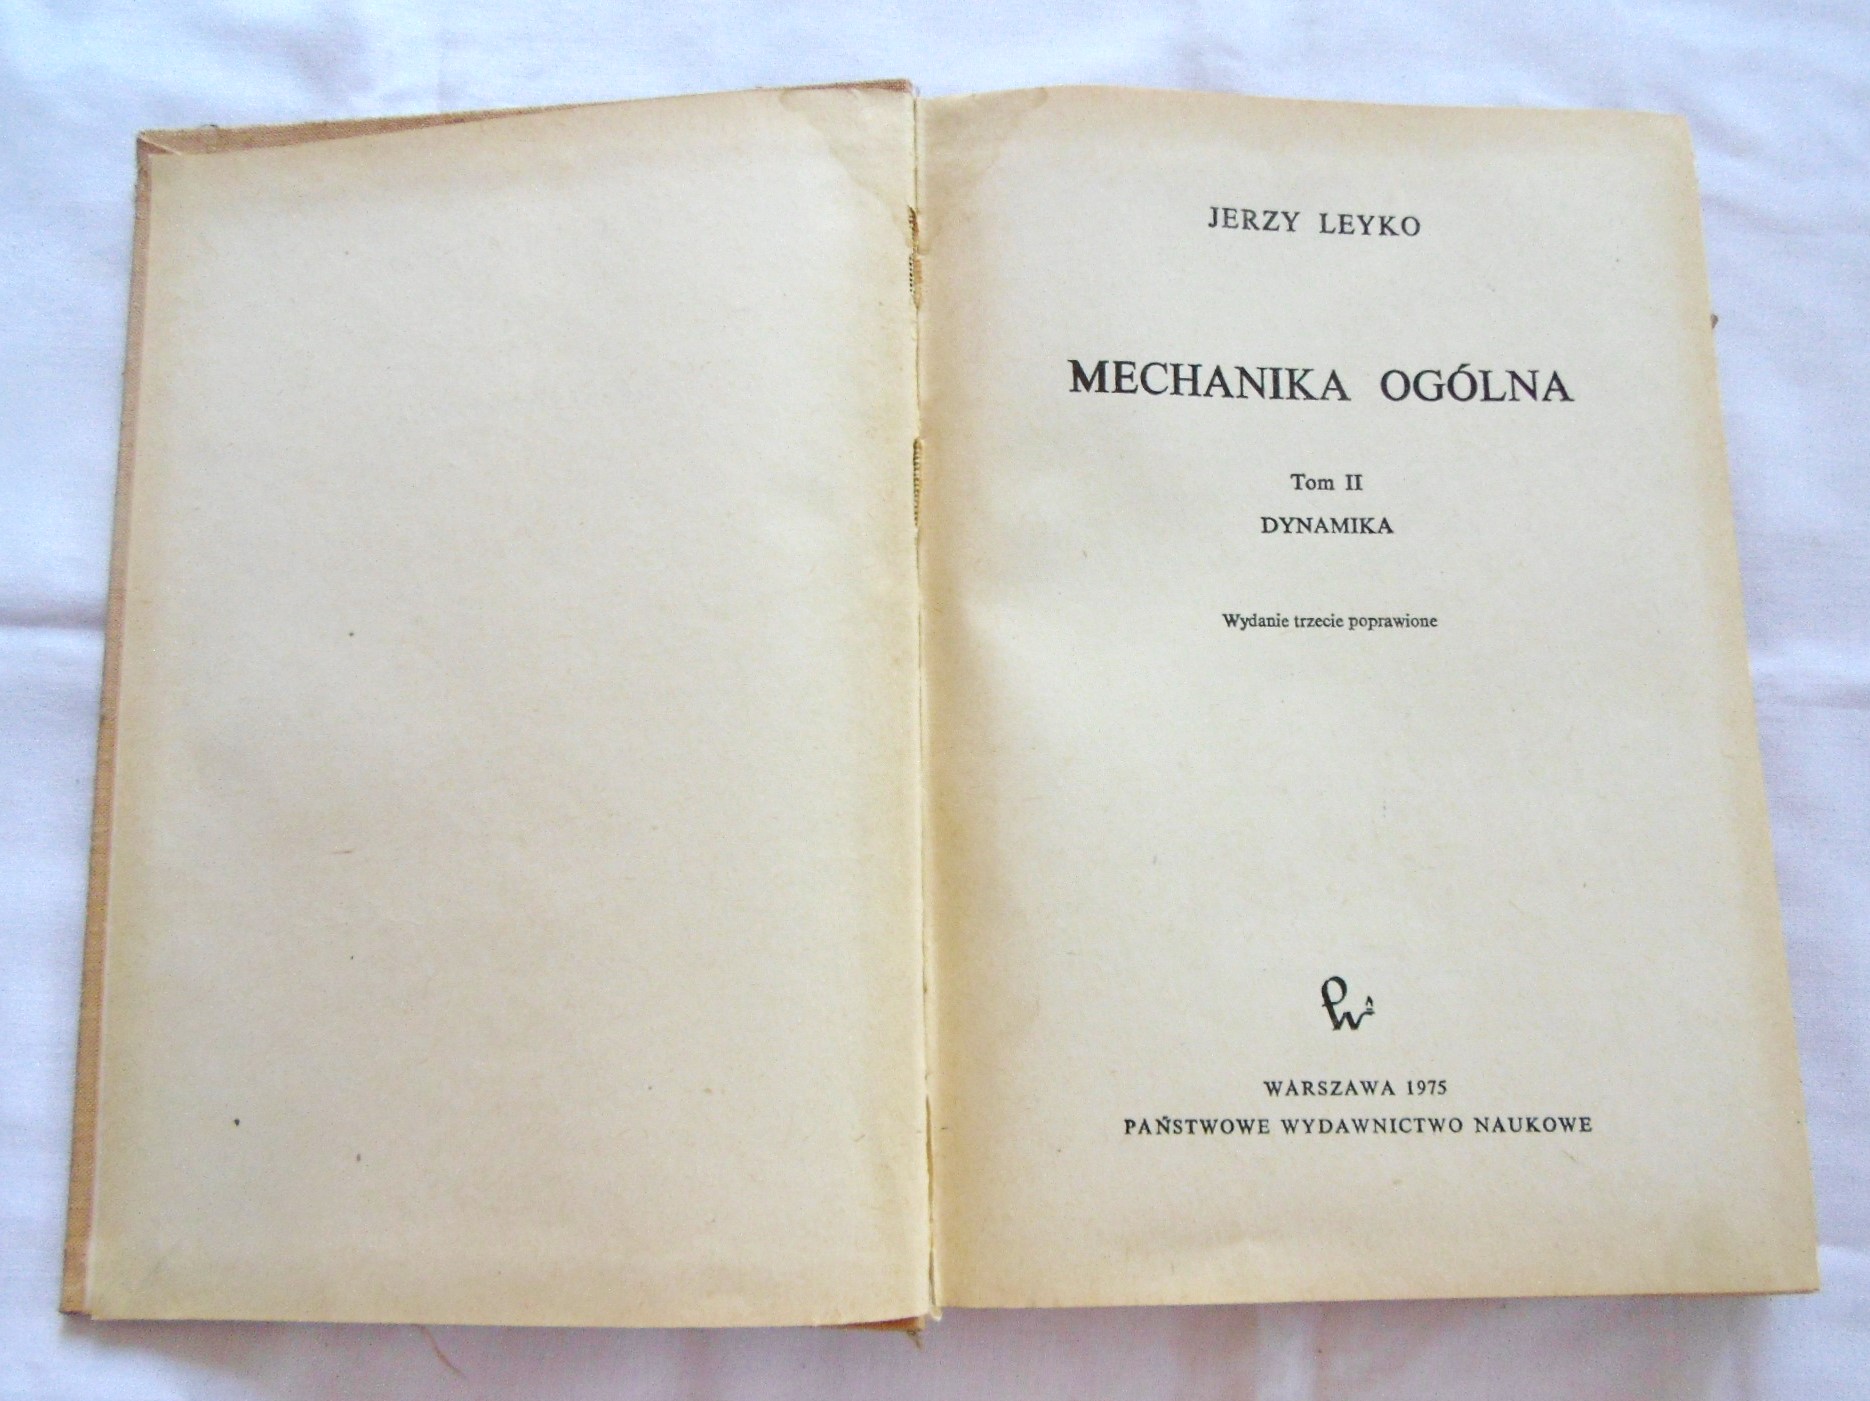 JERZY LEYKO
MECHANIKA OGÓLNA
Tom II
DYNAMIKA
Wydanie trzecie poprawione
WARSZAWA 1975
PAŃSTWOWE WYDAWNICTWO NAUKOWE